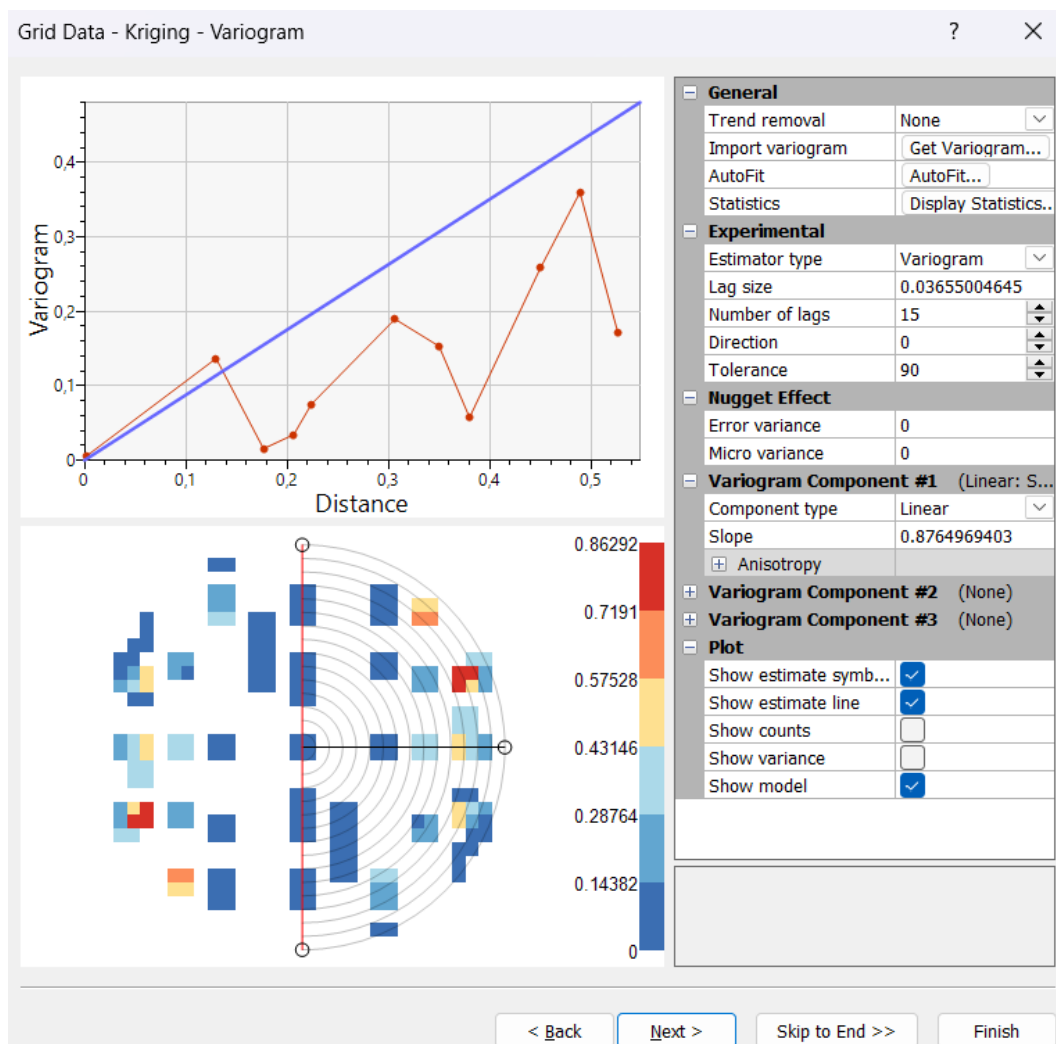 Grid Data - Kriging - Variogram ?
Variogram
0,4
0,3
0,2
0,1
0
0 0,1 0,2 0,3 0,4 0,5
Distance
0.86292
0.7191
0.57528
0.43146
0.28764
0.14382
0
General
Trend removal None
Import variogram Get Variogram...
AutoFit AutoFit...
Statistics Display Statistics..
Experimental
Estimator type Variogram
Lag size 0.03655004645
Number of lags 15
Direction 0
Tolerance 90
Nugget Effect
Error variance 0
Micro variance 0
Variogram Component #1 (Linear: S...
Component type Linear
Slope 0.8764969403
Anisotropy
Variogram Component #2 (None)
Variogram Component #3 (None)
Plot
Show estimate symb...
Show estimate line
Show counts
Show variance
Show model
< Back Next > Skip to End >> Finish